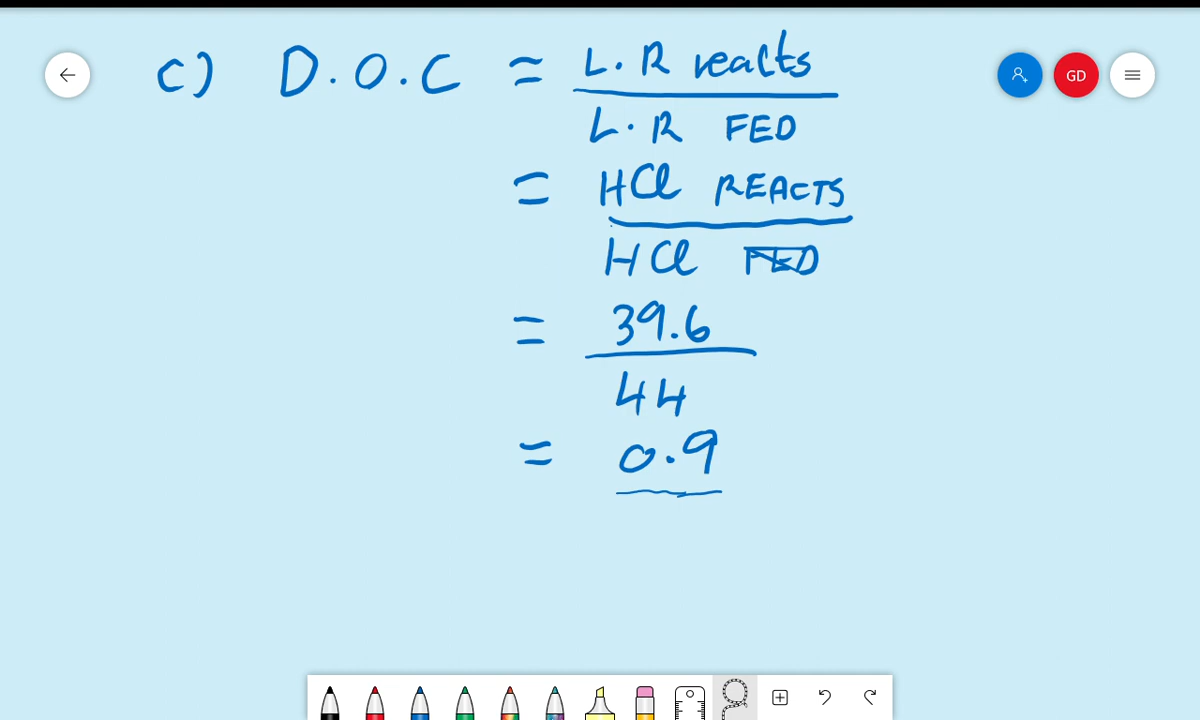 c) D.O.C = L.R reacts
L.R FED
= HCl REACTS
HCl FED
= 39.6
44
= 0.9
GD